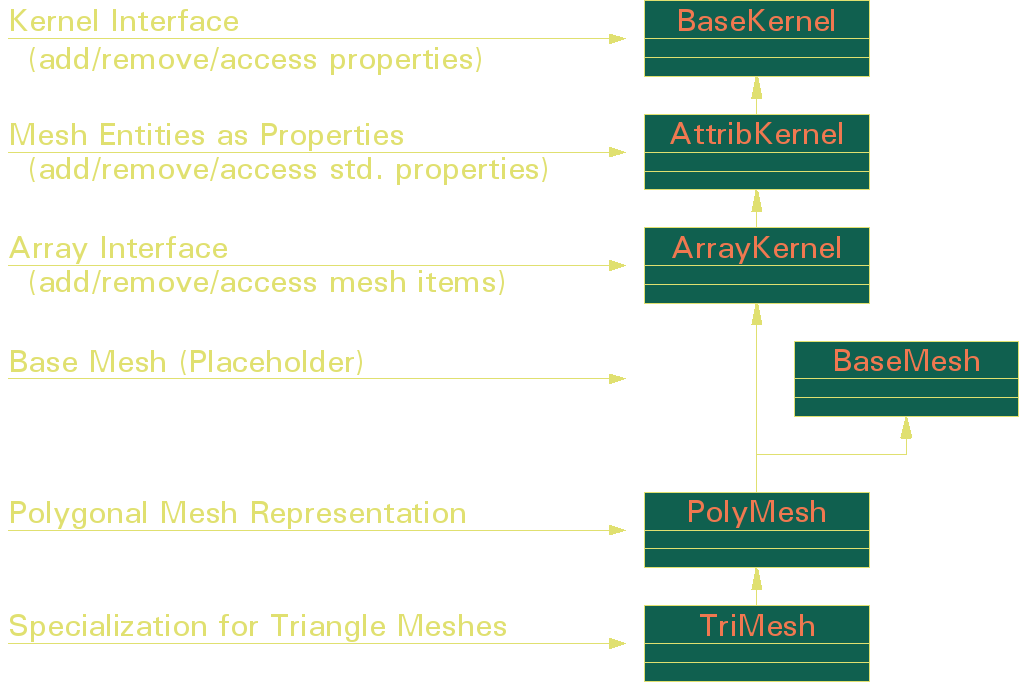 Kernel Interface
BaseKernel
(add/remove/access properties)
Mesh Entities as Properties
AttribKernel
(add/remove/access std. properties)
Array Interface
ArrayKernel
(add/remove/access mesh items)
Base Mesh (Placeholder)
BaseMesh
Polygonal Mesh Representation
PolyMesh
Specialization for Triangle Meshes
TriMesh